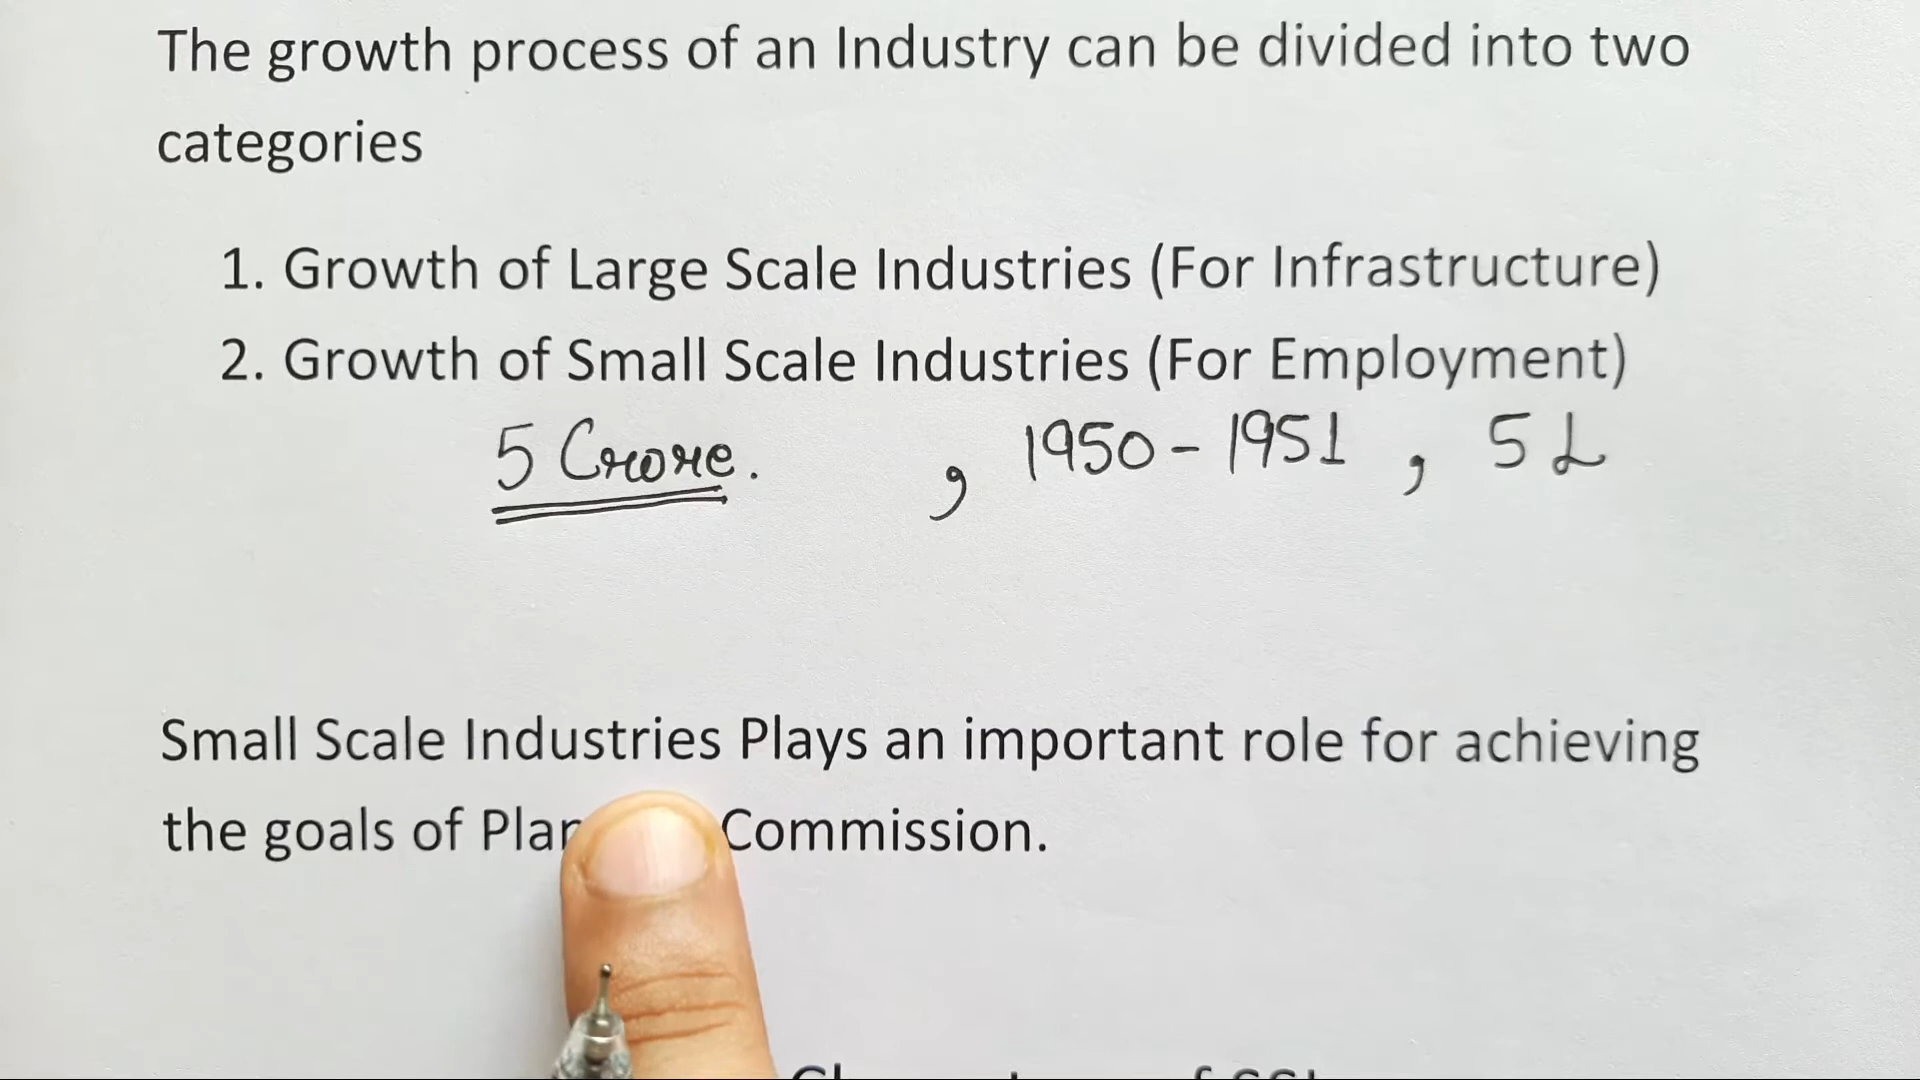 The growth process of an Industry can be divided into two
categories
1. Growth of Large Scale Industries (For Infrastructure)
2. Growth of Small Scale Industries (For Employment)
5 Crore. , 1950-1951 , 5 L
Small Scale Industries Plays an important role for achieving
the goals of Commission.